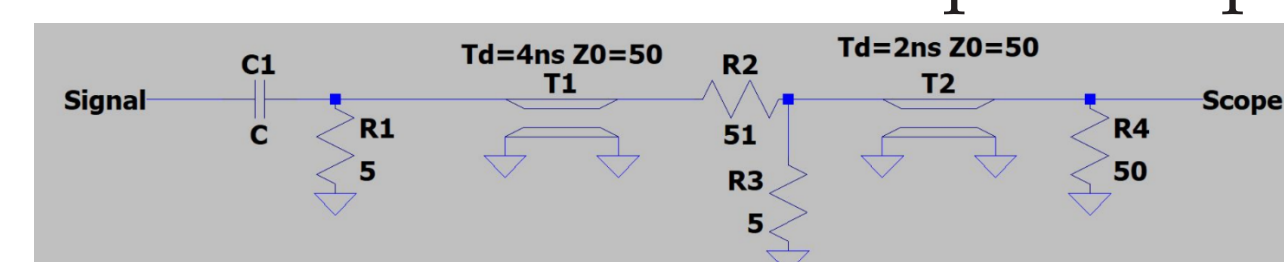 Td=4ns Z0=50
Td=2ns Z0=50
C1
T1
R2
T2
Signal
Scope
C
R1
5
51
R3
5
R4
50